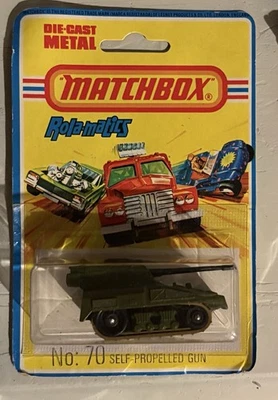 DIE-CAST
METAL
MATCHBOX®
Rola-matics
No: 70 SELF-PROPELLED GUN